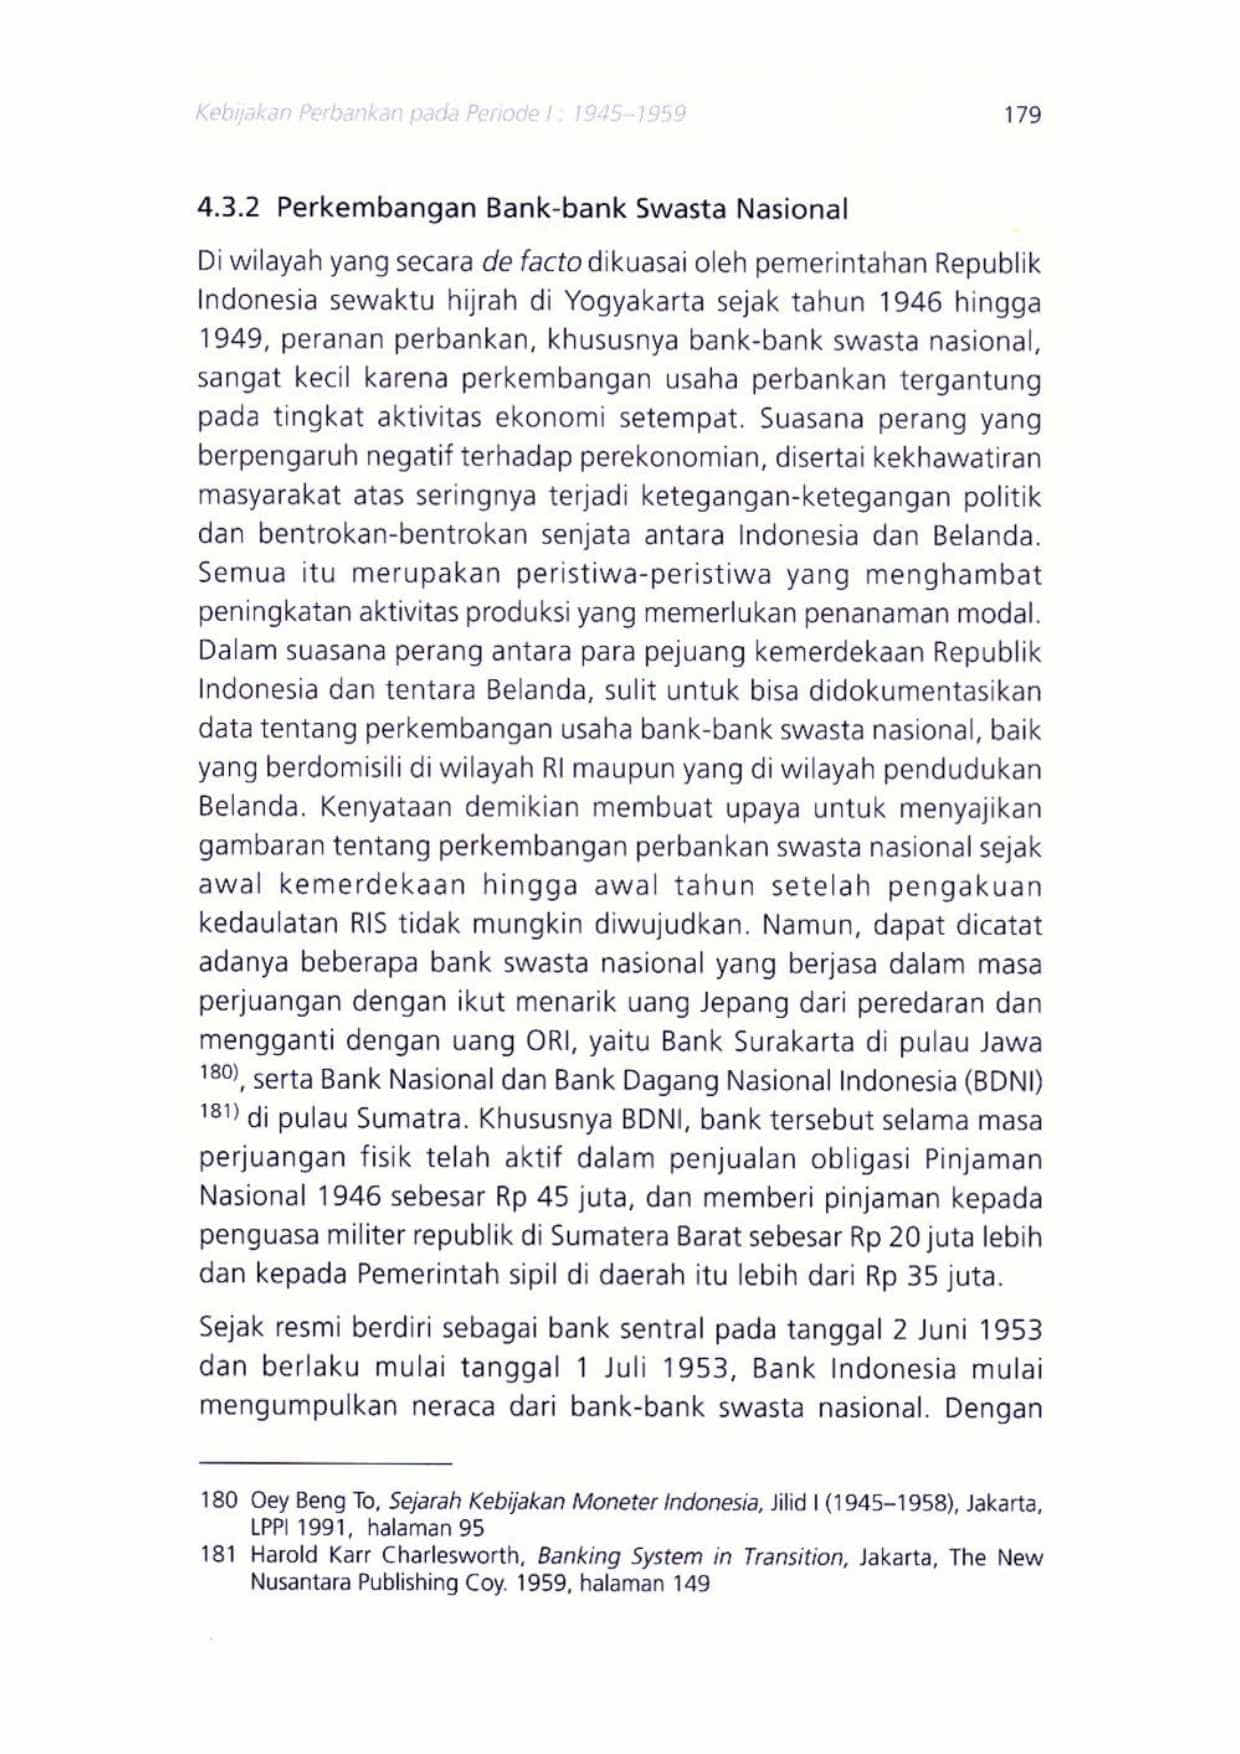 Kebijakan Perbankan pada Periode I : 1945–1959 179
4.3.2 Perkembangan Bank-bank Swasta Nasional
Di wilayah yang secara de facto dikuasai oleh pemerintahan Republik
Indonesia sewaktu hijrah di Yogyakarta sejak tahun 1946 hingga
1949, peranan perbankan, khususnya bank-bank swasta nasional,
sangat kecil karena perkembangan usaha perbankan tergantung
pada tingkat aktivitas ekonomi setempat. Suasana perang yang
berpengaruh negatif terhadap perekonomian, disertai kekhawatiran
masyarakat atas seringnya terjadi ketegangan-ketegangan politik
dan bentrokan-bentrokan senjata antara Indonesia dan Belanda.
Semua itu merupakan peristiwa-peristiwa yang menghambat
peningkatan aktivitas produksi yang memerlukan penanaman modal.
Dalam suasana perang antara para pejuang kemerdekaan Republik
Indonesia dan tentara Belanda, sulit untuk bisa didokumentasikan
data tentang perkembangan usaha bank-bank swasta nasional, baik
yang berdomisili di wilayah RI maupun yang di wilayah pendudukan
Belanda. Kenyataan demikian membuat upaya untuk menyajikan
gambaran tentang perkembangan perbankan swasta nasional sejak
awal kemerdekaan hingga awal tahun setelah pengakuan
kedaulatan RIS tidak mungkin diwujudkan. Namun, dapat dicatat
adanya beberapa bank swasta nasional yang berjasa dalam masa
perjuangan dengan ikut menarik uang Jepang dari peredaran dan
mengganti dengan uang ORI, yaitu Bank Surakarta di pulau Jawa
180), serta Bank Nasional dan Bank Dagang Nasional Indonesia (BDNI)
181) di pulau Sumatra. Khususnya BDNI, bank tersebut selama masa
perjuangan fisik telah aktif dalam penjualan obligasi Pinjaman
Nasional 1946 sebesar Rp 45 juta, dan memberi pinjaman kepada
penguasa militer republik di Sumatera Barat sebesar Rp 20 juta lebih
dan kepada Pemerintah sipil di daerah itu lebih dari Rp 35 juta.
Sejak resmi berdiri sebagai bank sentral pada tanggal 2 Juni 1953
dan berlaku mulai tanggal 1 Juli 1953, Bank Indonesia mulai
mengumpulkan neraca dari bank-bank swasta nasional. Dengan
180 Oey Beng To, Sejarah Kebijakan Moneter Indonesia, Jilid I (1945–1958), Jakarta,
LPPI 1991, halaman 95
181 Harold Karr Charlesworth, Banking System in Transition, Jakarta, The New
Nusantara Publishing Coy. 1959, halaman 149